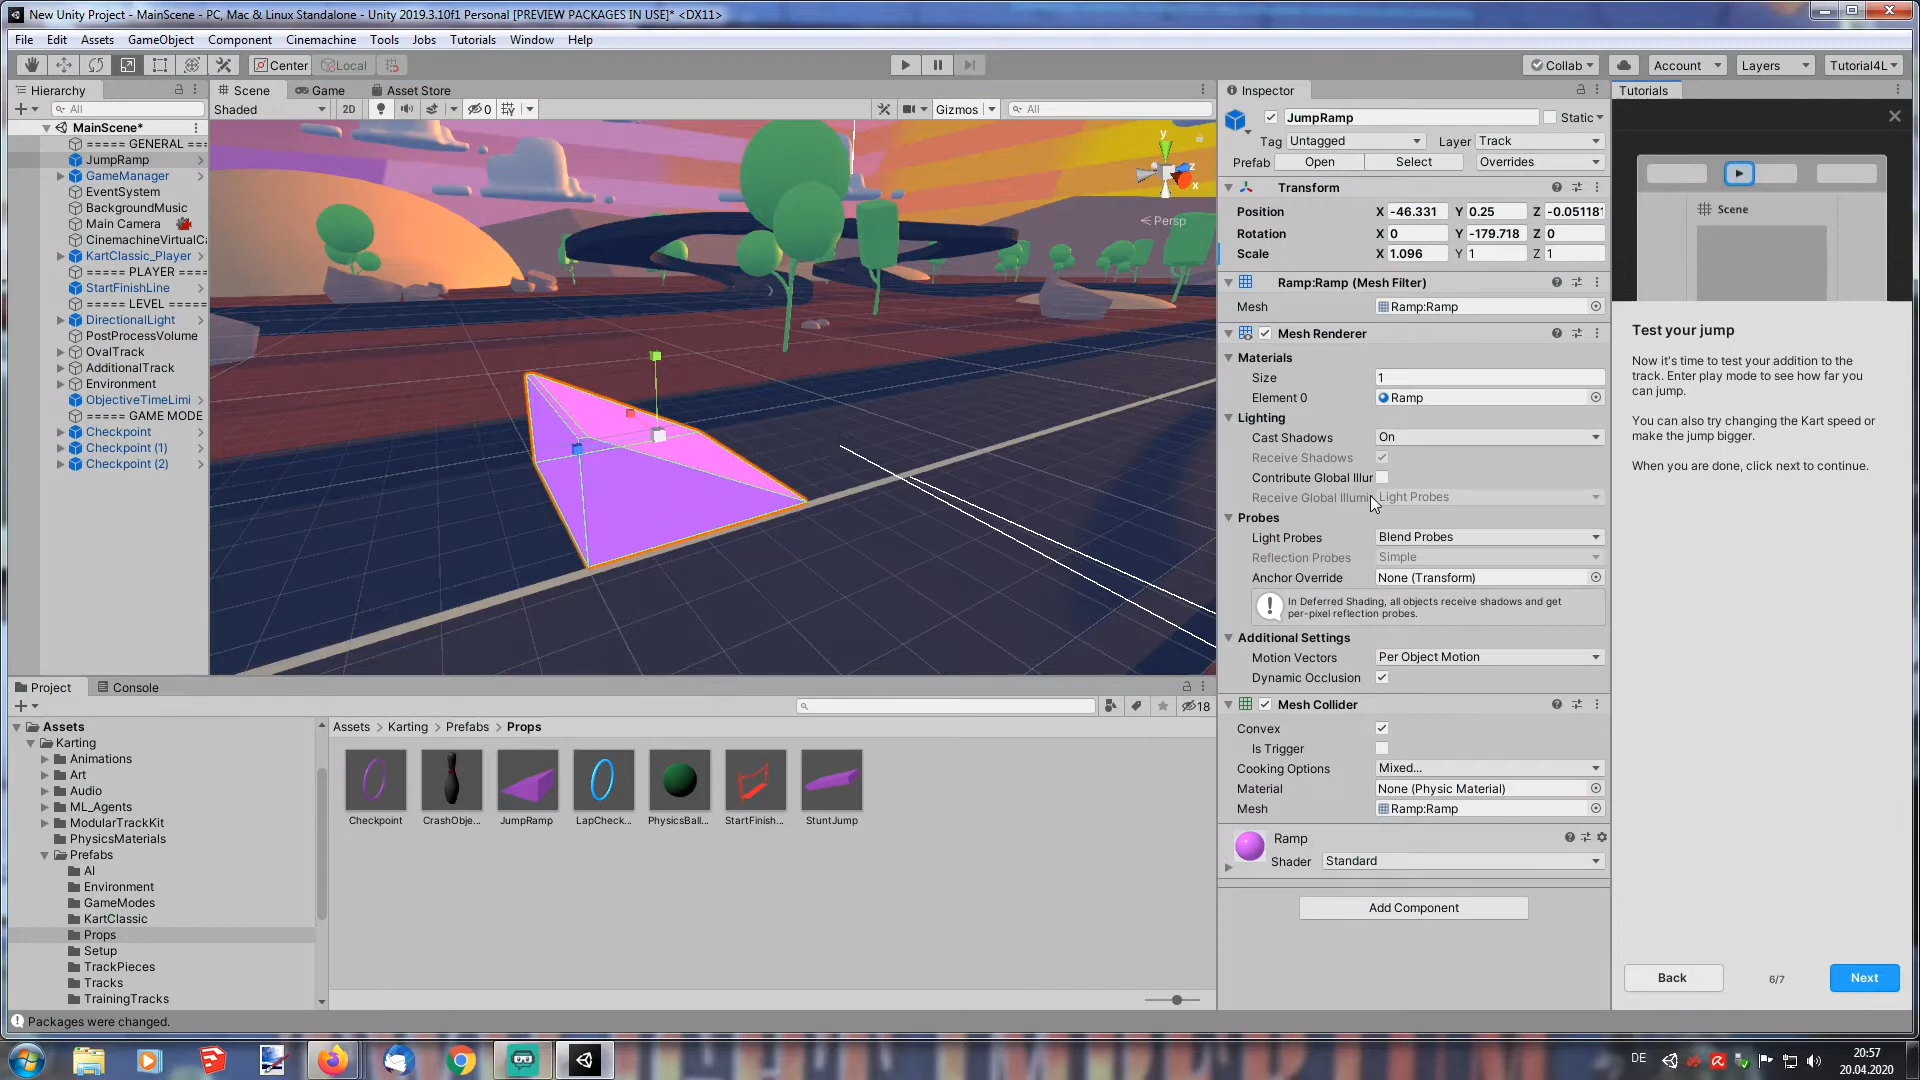 New Unity Project - MainScene - PC, Mac & Linux Standalone - Unity 2019.3.10f1 Personal [PREVIEW PACKAGES IN USE]* <DX11>
File Edit Assets GameObject Component Cinemachine Tools Jobs Tutorials Window Help
Center Local Collab Account Layers Tutorial4L
Hierarchy
All
MainScene*
===== GENERAL ===
JumpRamp
GameManager
EventSystem
BackgroundMusic
Main Camera
CinemachineVirtualCa
KartClassic_Player
===== PLAYER ====
StartFinishLine
===== LEVEL =====
DirectionalLight
PostProcessVolume
OvalTrack
AdditionalTrack
Environment
ObjectiveTimeLimi
===== GAME MODE
Checkpoint
Checkpoint (1)
Checkpoint (2)
Scene Game Asset Store
Shaded 2D 0 Gizmos All
y
z
x
Persp
Inspector
JumpRamp Static
Tag Untagged Layer Track
Prefab Open Select Overrides
Transform
Position X -46.331 Y 0.25 Z -0.051181
Rotation X 0 Y -179.718 Z 0
Scale X 1.096 Y 1 Z 1
Ramp:Ramp (Mesh Filter)
Mesh Ramp:Ramp
Mesh Renderer
Materials
Size 1
Element 0 Ramp
Lighting
Cast Shadows On
Receive Shadows
Contribute Global Illur
Receive Global Illumin Light Probes
Probes
Light Probes Blend Probes
Reflection Probes Simple
Anchor Override None (Transform)
In Deferred Shading, all objects receive shadows and get
per-pixel reflection probes.
Additional Settings
Motion Vectors Per Object Motion
Dynamic Occlusion
Mesh Collider
Convex
Is Trigger
Cooking Options Mixed...
Material None (Physic Material)
Mesh Ramp:Ramp
Ramp
Shader Standard
Add Component
Tutorials
Scene
Test your jump
Now it's time to test your addition to the
track. Enter play mode to see how far you
can jump.
You can also try changing the Kart speed or
make the jump bigger.
When you are done, click next to continue.
Back 6/7 Next
Project Console
18
Assets
Karting
Animations
Art
Audio
ML_Agents
ModularTrackKit
PhysicsMaterials
Prefabs
AI
Environment
GameModes
KartClassic
Props
Setup
TrackPieces
Tracks
TrainingTracks
Assets > Karting > Prefabs > Props
Checkpoint CrashObje... JumpRamp LapCheck... PhysicsBall... StartFinish... StuntJump
Packages were changed.
DE
20:57
20.04.2020